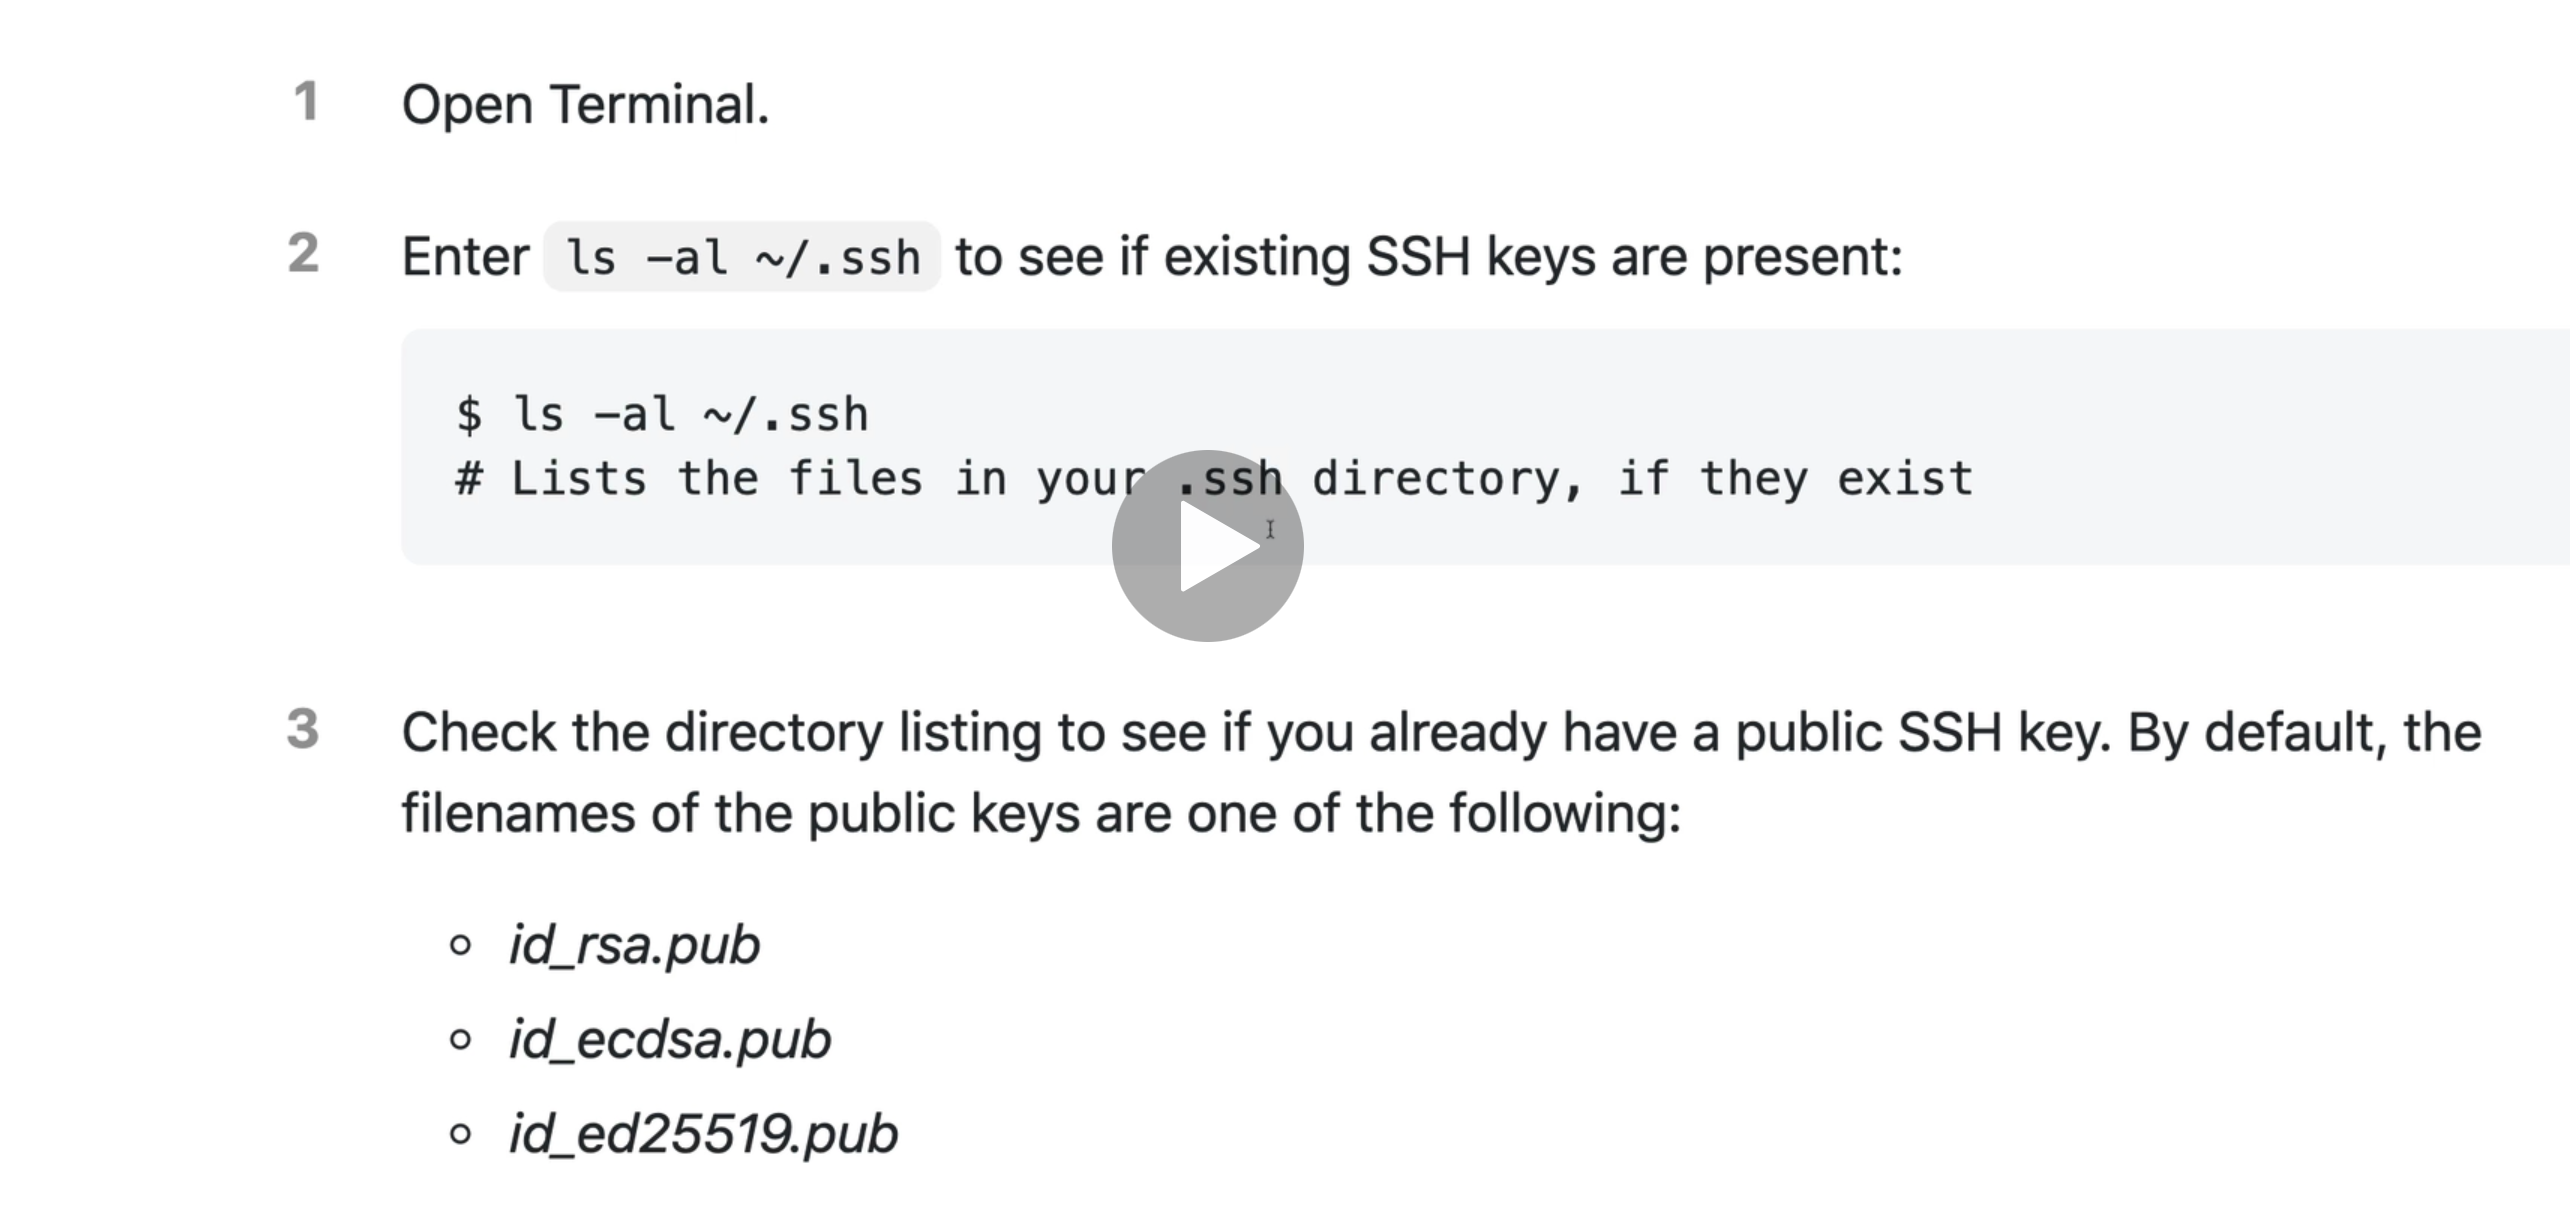 1 Open Terminal.
2 Enter ls -al ~/.ssh to see if existing SSH keys are present:
$ ls -al ~/.ssh
# Lists the files in your .ssh directory, if they exist
3 Check the directory listing to see if you already have a public SSH key. By default, the
filenames of the public keys are one of the following:
id_rsa.pub
id_ecdsa.pub
id_ed25519.pub